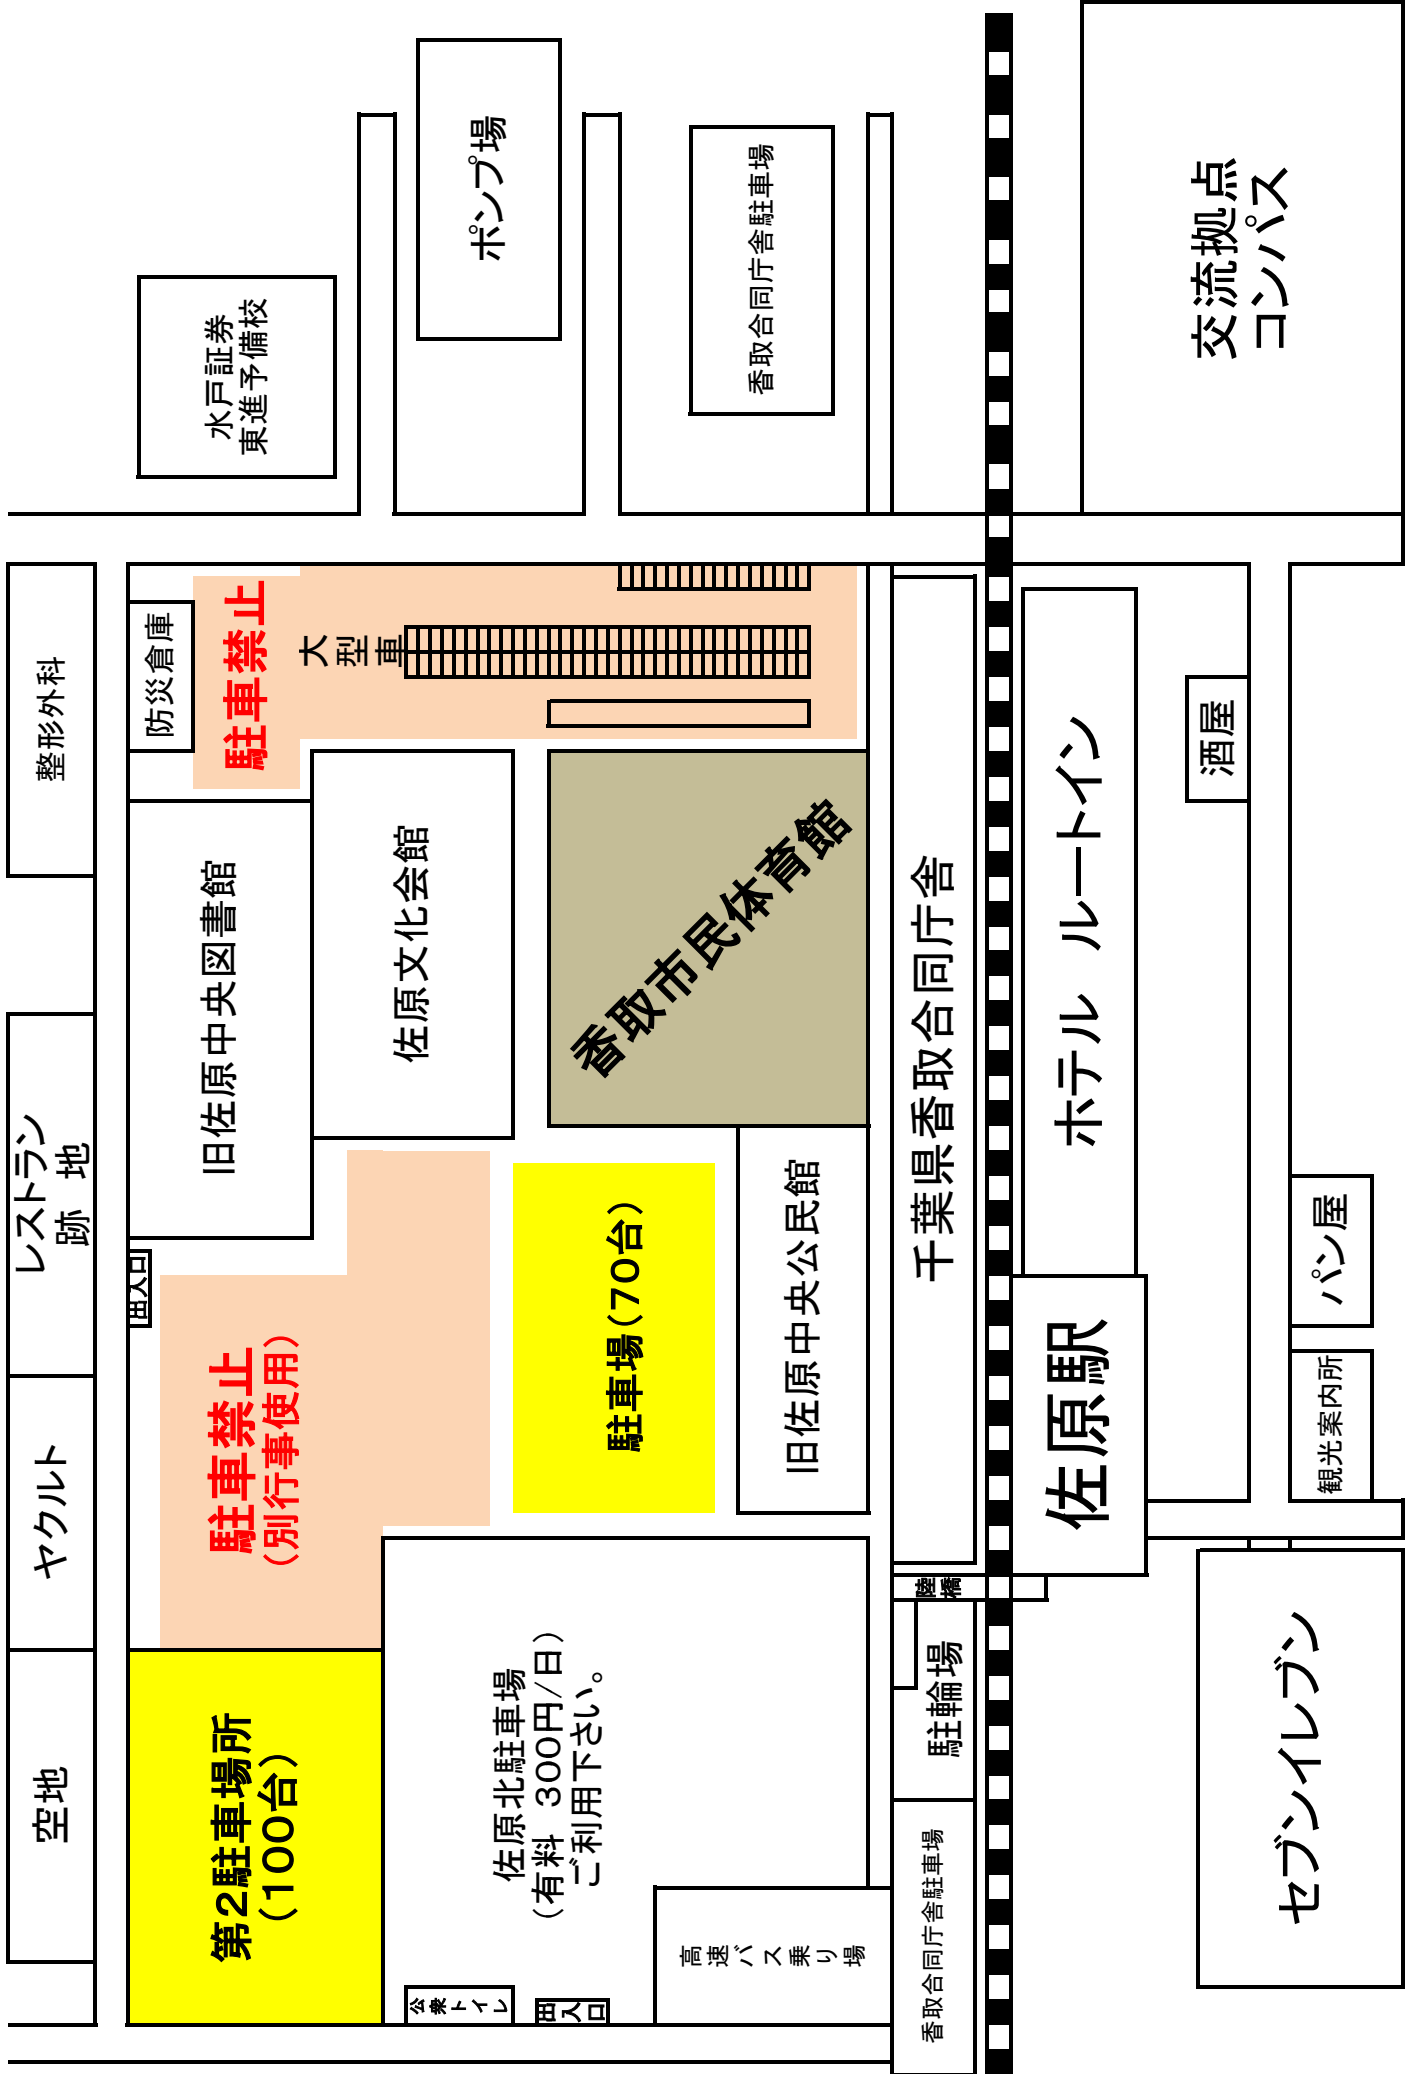 レストラン
跡　地
空地
ヤクルト
整形外科
第2駐車場所
（100台）
駐車禁止
（別行事使用）
出入口
旧佐原中央図書館
防災倉庫
駐車禁止
大型車
水戸証券
東進予備校
佐原文化会館
ポンプ場
公衆トイレ
出入口
佐原北駐車場
（有料　300円/日）
ご利用下さい。
駐車場（70台）
香取市民体育館
香取合同庁舎駐車場
高速バス乗り場
旧佐原中央公民館
香取合同庁舎駐車場
駐輪場
陸橋
千葉県香取合同庁舎
佐原駅
ホテル　ルートイン
交流拠点
コンパス
酒屋
セブンイレブン
観光案内所
パン屋